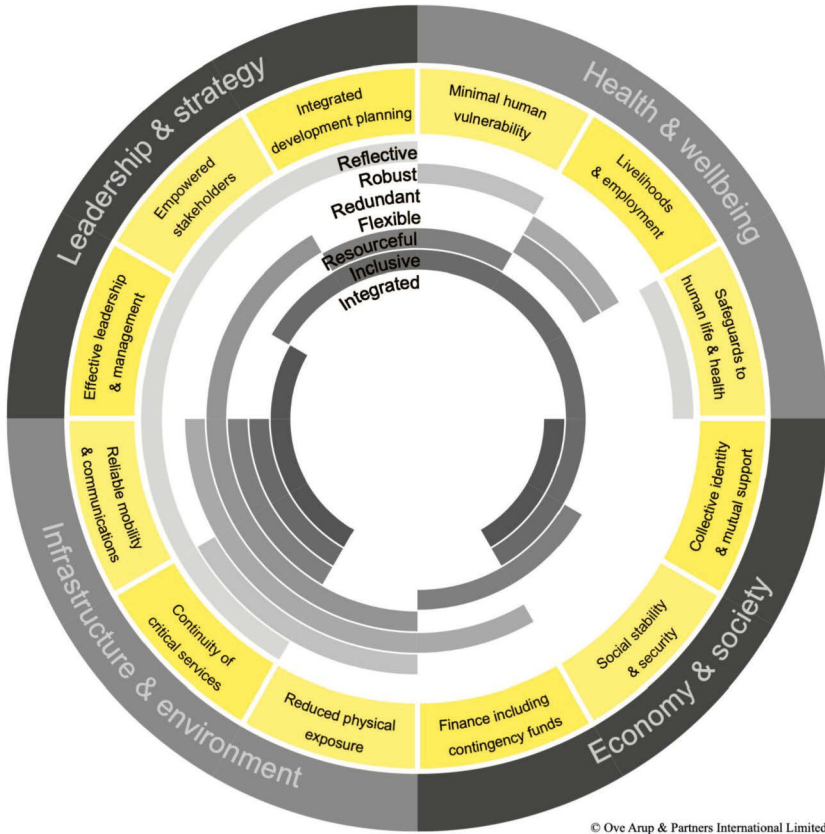 Leadership & strategy
Health & wellbeing
Economy & society
Infrastructure & environment
Integrated
development planning
Minimal human
vulnerability
Livelihoods
& employment
Safeguards to
human life & health
Collective identity
& mutual support
Social stability
& security
Finance including
contingency funds
Reduced physical
exposure
Continuity of
critical services
Reliable mobility
& communications
Effective leadership
& management
Empowered
stakeholders
Reflective
Robust
Redundant
Flexible
Resourceful
Inclusive
Integrated
© Ove Arup & Partners International Limited